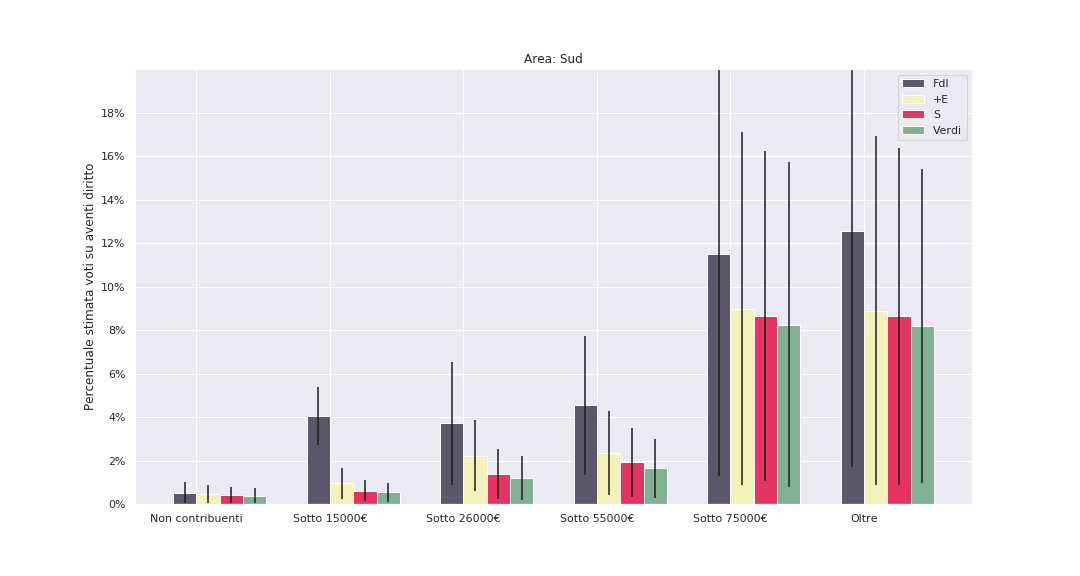 Area: Sud
FdI
+E
S
Verdi
Percentuale stimata voti su aventi diritto
18%
16%
14%
12%
10%
8%
6%
4%
2%
0%
Non contribuenti
Sotto 15000€
Sotto 26000€
Sotto 55000€
Sotto 75000€
Oltre